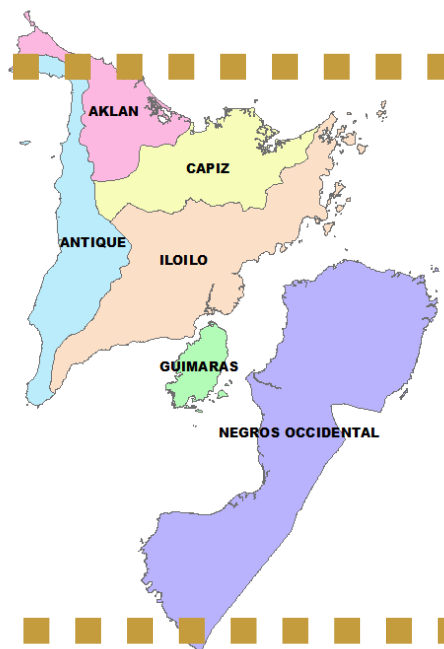 AKLAN
CAPIZ
ANTIQUE
ILOILO
GUIMARAS
NEGROS OCCIDENTAL